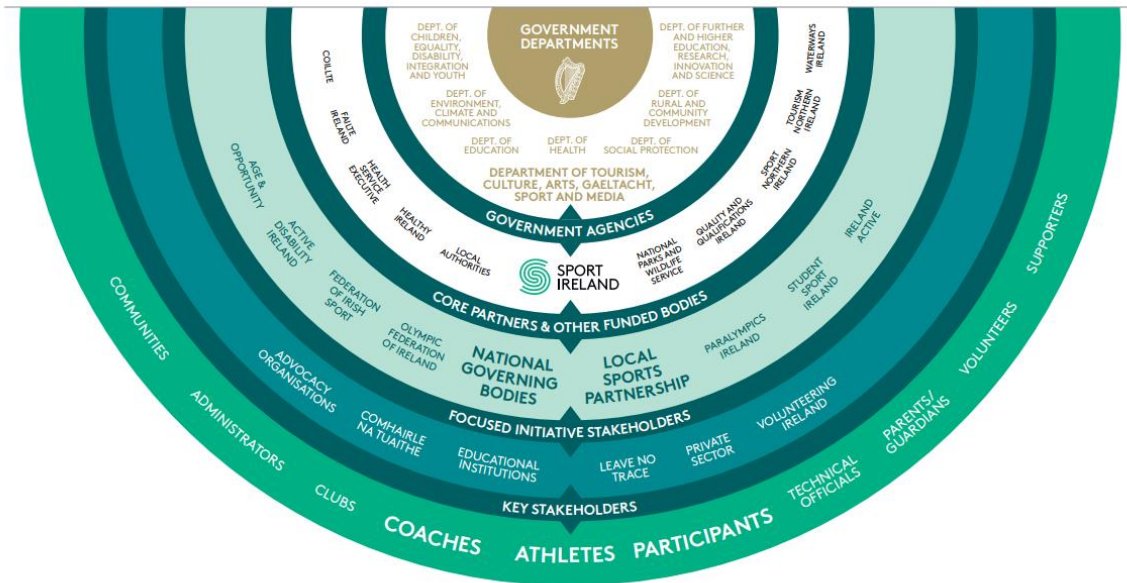 GOVERNMENT
DEPARTMENTS
DEPT. OF
CHILDREN,
EQUALITY,
DISABILITY,
INTEGRATION
AND YOUTH
DEPT. OF FURTHER
AND HIGHER
EDUCATION,
RESEARCH,
INNOVATION
AND SCIENCE
DEPT. OF
ENVIRONMENT,
CLIMATE AND
COMMUNICATIONS
DEPT. OF
RURAL AND
COMMUNITY
DEVELOPMENT
DEPT. OF
EDUCATION
DEPT. OF
HEALTH
DEPT. OF
SOCIAL PROTECTION
DEPARTMENT OF TOURISM,
CULTURE, ARTS, GAELTACHT,
SPORT AND MEDIA
GOVERNMENT AGENCIES
COILLTE
FAILTE
IRELAND
HEALTH
SERVICE
EXECUTIVE
HEALTHY
IRELAND
LOCAL
AUTHORITIES
SPORT
IRELAND
NATIONAL
PARKS AND
WILDLIFE
SERVICE
QUALITY AND
QUALIFICATIONS
IRELAND
SPORT
NORTHERN
IRELAND
TOURISM
NORTHERN
IRELAND
WATERWAYS
IRELAND
CORE PARTNERS & OTHER FUNDED BODIES
AGE &
OPPORTUNITY
ACTIVE
DISABILITY
IRELAND
FEDERATION
OF IRISH
SPORT
OLYMPIC
FEDERATION
OF IRELAND
NATIONAL
GOVERNING
BODIES
LOCAL
SPORTS
PARTNERSHIP
PARALYMPICS
IRELAND
STUDENT
SPORT
IRELAND
IRELAND
ACTIVE
FOCUSED INITIATIVE STAKEHOLDERS
ADVOCACY
ORGANISATIONS
COMHAIRLE
NA TUAITHE
EDUCATIONAL
INSTITUTIONS
LEAVE NO
TRACE
PRIVATE
SECTOR
VOLUNTEERING
IRELAND
KEY STAKEHOLDERS
COMMUNITIES
ADMINISTRATORS
CLUBS
COACHES
ATHLETES
PARTICIPANTS
TECHNICAL
OFFICIALS
PARENTS/
GUARDIANS
VOLUNTEERS
SUPPORTERS